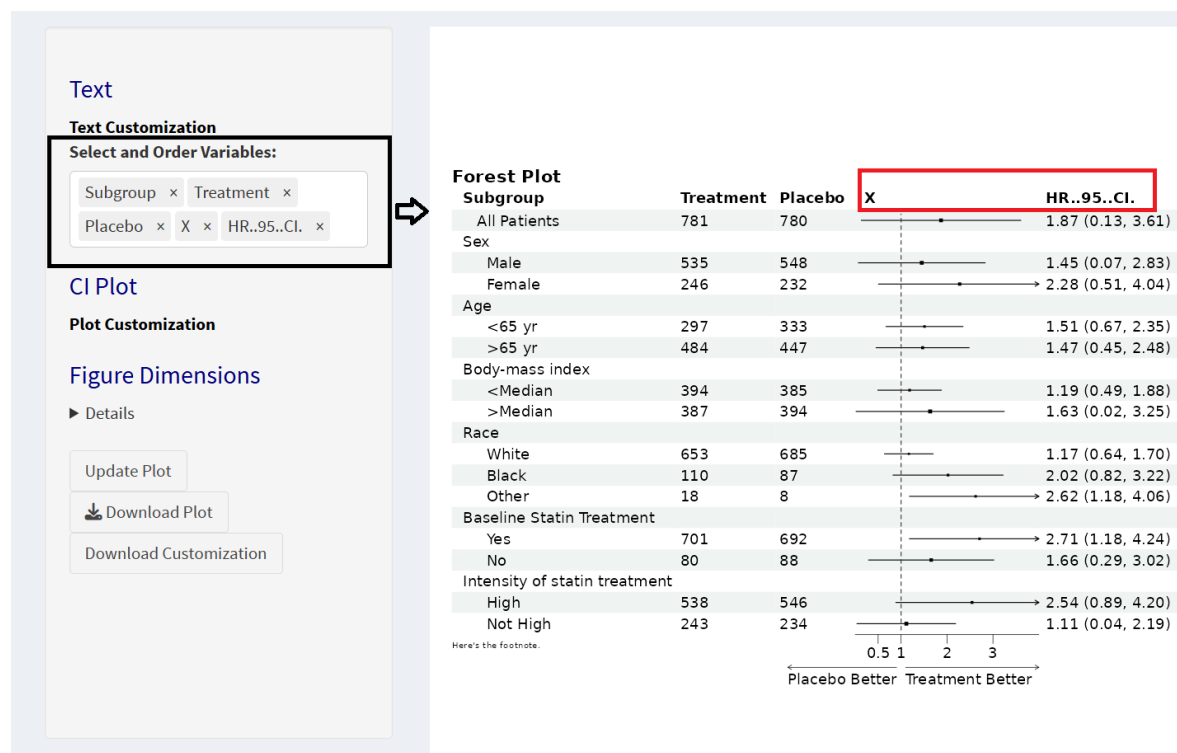 Text
Text Customization
Select and Order Variables:
Subgroup × Treatment ×
Placebo × X × HR..95..CI. ×
CI Plot
Plot Customization
Figure Dimensions
▶ Details
Update Plot
Download Plot
Download Customization
Forest Plot
Subgroup Treatment Placebo X HR..95..CI.
All Patients 781 780 1.87 (0.13, 3.61)
Sex
Male 535 548 1.45 (0.07, 2.83)
Female 246 232 2.28 (0.51, 4.04)
Age
<65 yr 297 333 1.51 (0.67, 2.35)
>65 yr 484 447 1.47 (0.45, 2.48)
Body-mass index
<Median 394 385 1.19 (0.49, 1.88)
>Median 387 394 1.63 (0.02, 3.25)
Race
White 653 685 1.17 (0.64, 1.70)
Black 110 87 2.02 (0.82, 3.22)
Other 18 8 2.62 (1.18, 4.06)
Baseline Statin Treatment
Yes 701 692 2.71 (1.18, 4.24)
No 80 88 1.66 (0.29, 3.02)
Intensity of statin treatment
High 538 546 2.54 (0.89, 4.20)
Not High 243 234 1.11 (0.04, 2.19)
Here's the footnote.
0.5 1 2 3
Placebo Better Treatment Better